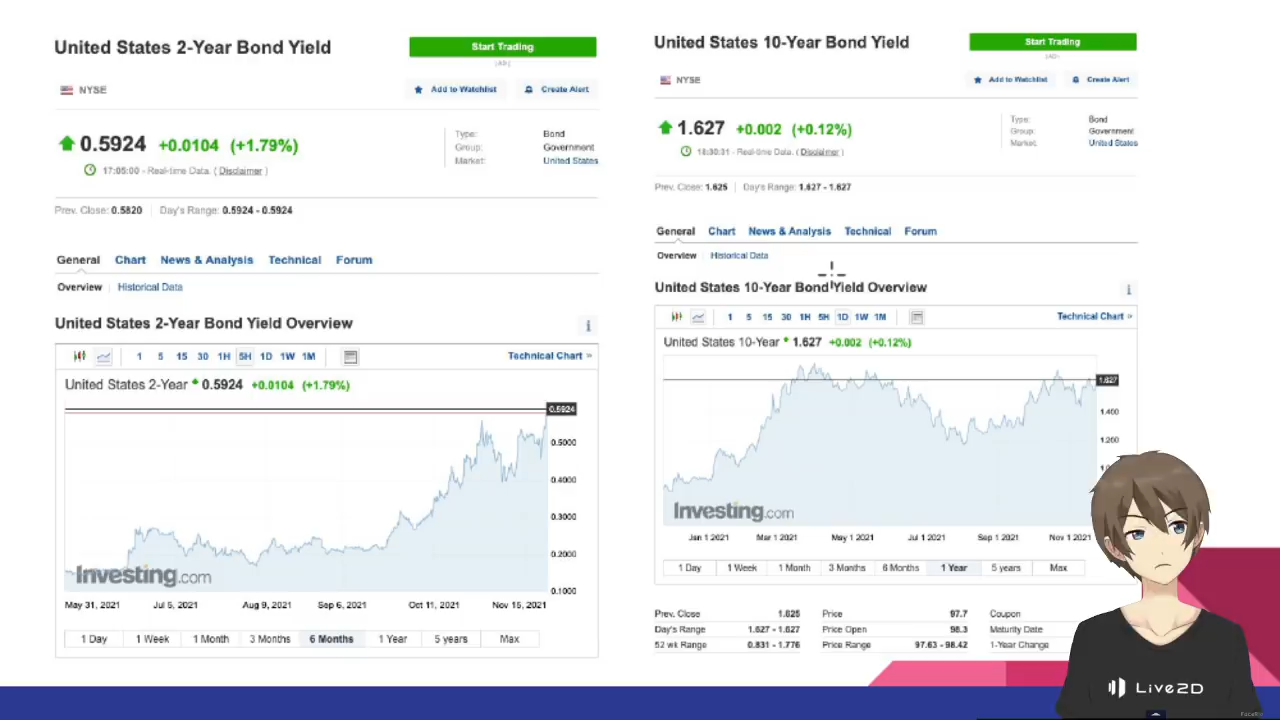 United States 2-Year Bond Yield
Start Trading
NYSE
Add to Watchlist
Create Alert
0.5924 +0.0104 (+1.79%)
17:05:00 - Real-time Data. ( Disclaimer )
Type: Bond
Group: Government
Market: United States
Prev. Close: 0.5820 Day's Range: 0.5924 - 0.5924
General Chart News & Analysis Technical Forum
Overview Historical Data
United States 2-Year Bond Yield Overview
1 5 15 30 1H 5H 1D 1W 1M
Technical Chart »
United States 2-Year 0.5924 +0.0104 (+1.79%)
0.5924
0.5000
0.4000
0.3000
0.2000
0.1000
Investing.com
May 31, 2021 Jul 5, 2021 Aug 9, 2021 Sep 6, 2021 Oct 11, 2021 Nov 15, 2021
1 Day 1 Week 1 Month 3 Months 6 Months 1 Year 5 years Max
United States 10-Year Bond Yield
Start Trading
NYSE
Add to Watchlist
Create Alert
1.627 +0.002 (+0.12%)
18:30:31 - Real-time Data. ( Disclaimer )
Type: Bond
Group: Government
Market: United States
Prev. Close: 1.625 Day's Range: 1.627 - 1.627
General Chart News & Analysis Technical Forum
Overview Historical Data
United States 10-Year Bond Yield Overview
1 5 15 30 1H 5H 1D 1W 1M
Technical Chart »
United States 10-Year 1.627 +0.002 (+0.12%)
1.627
1.400
1.200
Investing.com
Jan 1 2021 Mar 1 2021 May 1 2021 Jul 1 2021 Sep 1 2021 Nov 1 2021
1 Day 1 Week 1 Month 3 Months 6 Months 1 Year 5 years Max
Prev. Close 1.625 Price 97.7 Coupon
Day's Range 1.627 - 1.627 Price Open 98.3 Maturity Date
52 wk Range 0.831 - 1.776 Price Range 97.63 - 98.42 1-Year Change
Live2D